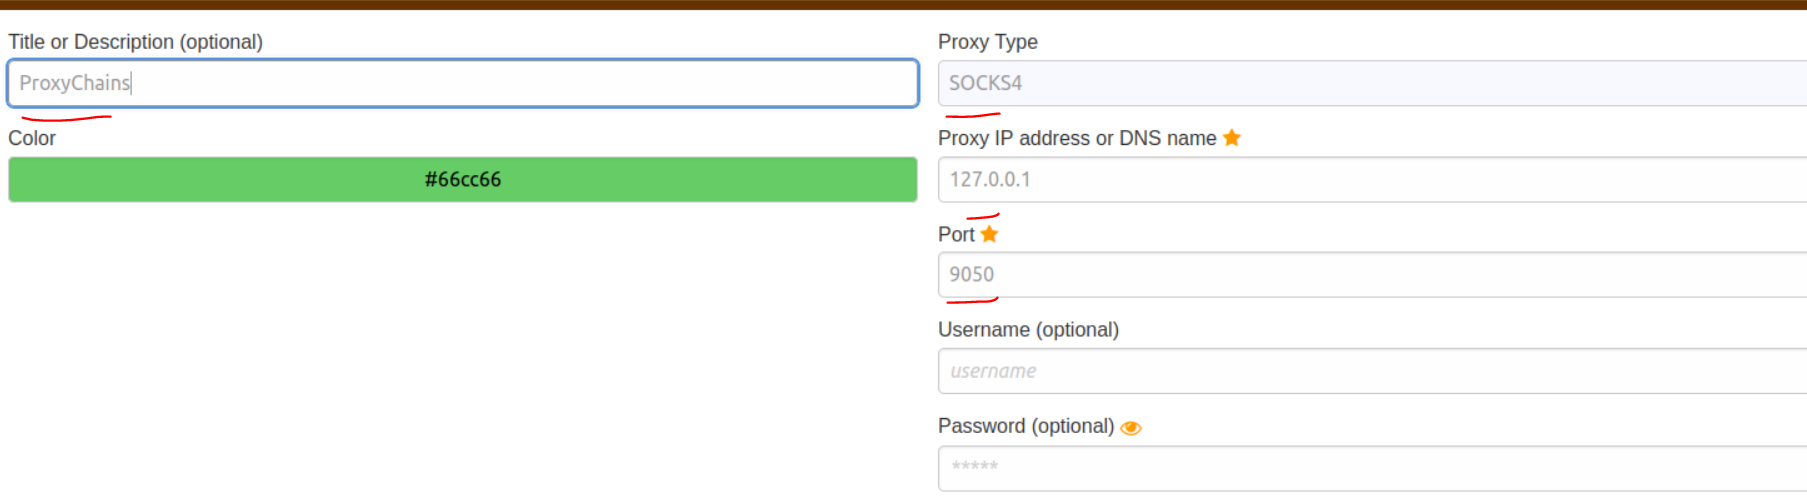 Title or Description (optional)
ProxyChains
Color
#66cc66
Proxy Type
SOCKS4
Proxy IP address or DNS name
127.0.0.1
Port
9050
Username (optional)
username
Password (optional)
*****